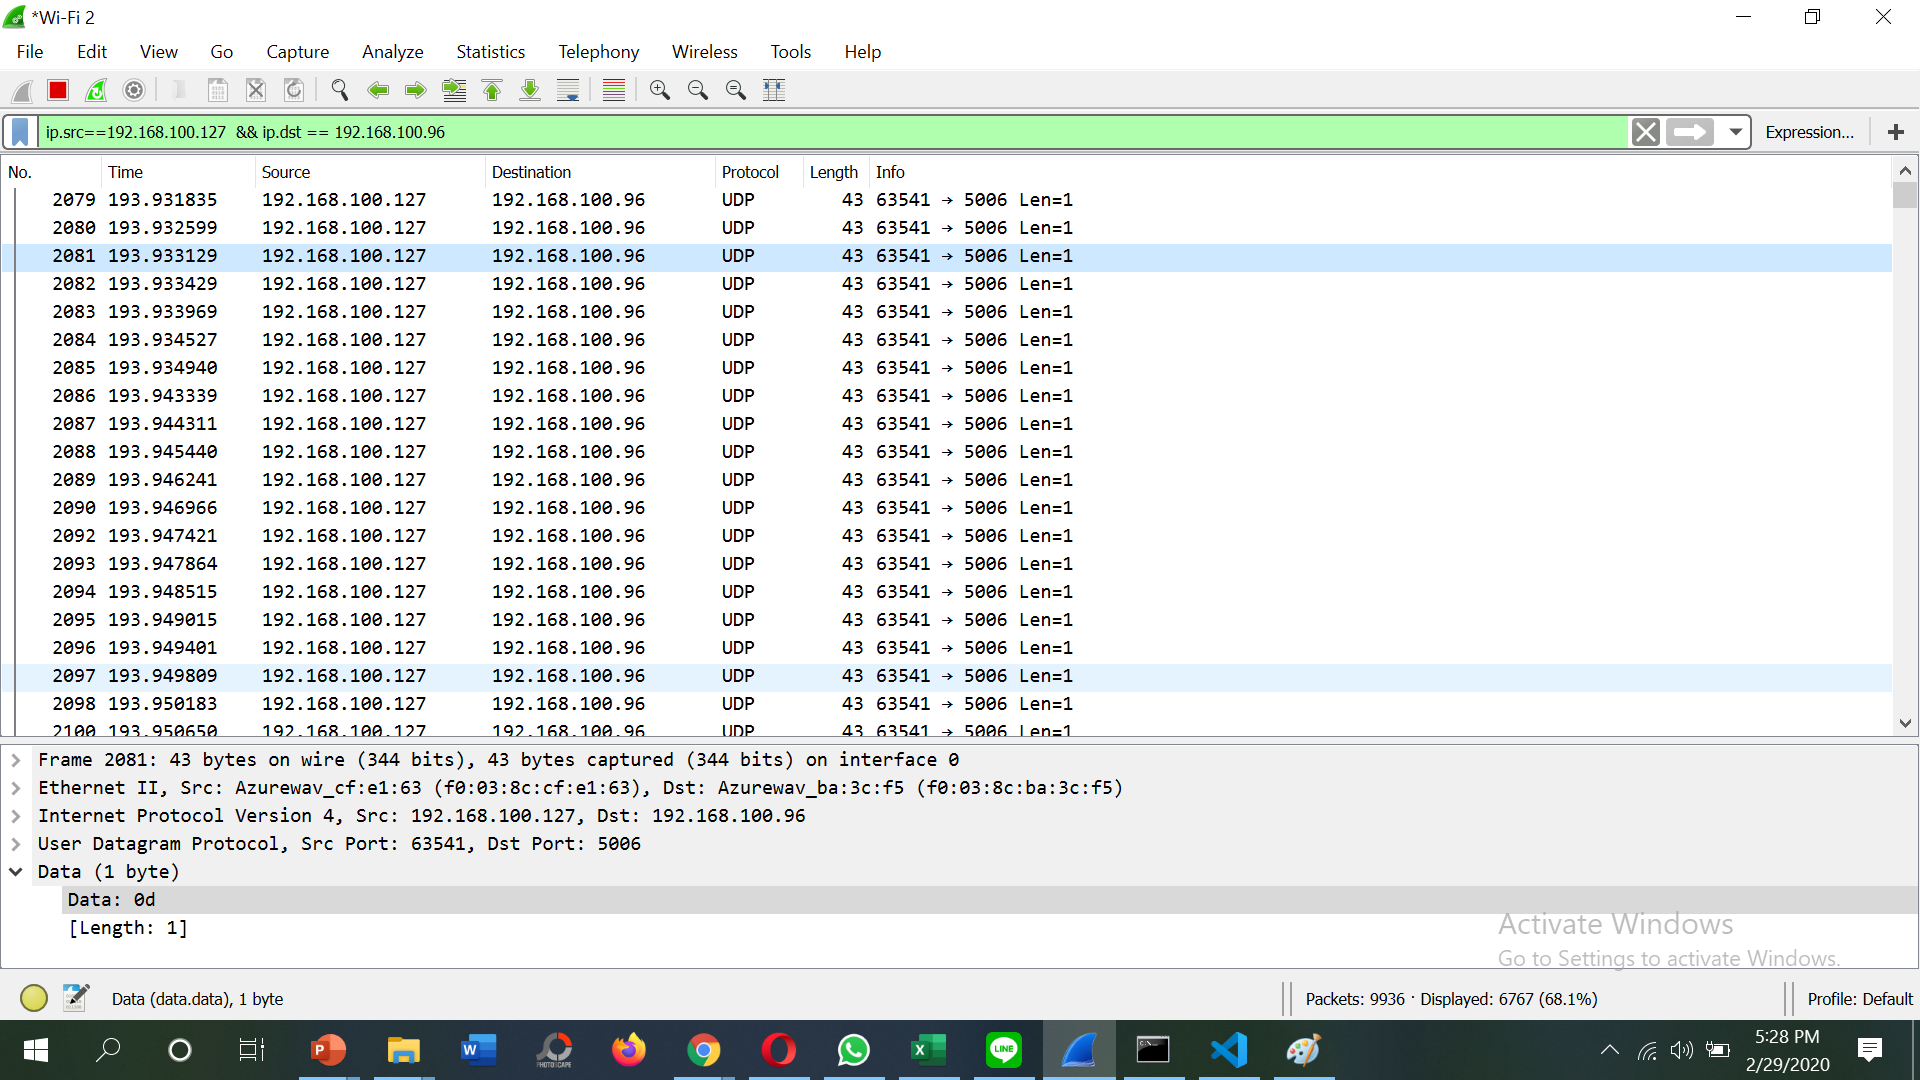 *Wi-Fi 2
File Edit View Go Capture Analyze Statistics Telephony Wireless Tools Help
ip.src==192.168.100.127 && ip.dst == 192.168.100.96 Expression... +
No. Time Source Destination Protocol Length Info
2079 193.931835 192.168.100.127 192.168.100.96 UDP 43 63541 → 5006 Len=1
2080 193.932599 192.168.100.127 192.168.100.96 UDP 43 63541 → 5006 Len=1
2081 193.933129 192.168.100.127 192.168.100.96 UDP 43 63541 → 5006 Len=1
2082 193.933429 192.168.100.127 192.168.100.96 UDP 43 63541 → 5006 Len=1
2083 193.933969 192.168.100.127 192.168.100.96 UDP 43 63541 → 5006 Len=1
2084 193.934527 192.168.100.127 192.168.100.96 UDP 43 63541 → 5006 Len=1
2085 193.934940 192.168.100.127 192.168.100.96 UDP 43 63541 → 5006 Len=1
2086 193.943339 192.168.100.127 192.168.100.96 UDP 43 63541 → 5006 Len=1
2087 193.944311 192.168.100.127 192.168.100.96 UDP 43 63541 → 5006 Len=1
2088 193.945440 192.168.100.127 192.168.100.96 UDP 43 63541 → 5006 Len=1
2089 193.946241 192.168.100.127 192.168.100.96 UDP 43 63541 → 5006 Len=1
2090 193.946966 192.168.100.127 192.168.100.96 UDP 43 63541 → 5006 Len=1
2092 193.947421 192.168.100.127 192.168.100.96 UDP 43 63541 → 5006 Len=1
2093 193.947864 192.168.100.127 192.168.100.96 UDP 43 63541 → 5006 Len=1
2094 193.948515 192.168.100.127 192.168.100.96 UDP 43 63541 → 5006 Len=1
2095 193.949015 192.168.100.127 192.168.100.96 UDP 43 63541 → 5006 Len=1
2096 193.949401 192.168.100.127 192.168.100.96 UDP 43 63541 → 5006 Len=1
2097 193.949809 192.168.100.127 192.168.100.96 UDP 43 63541 → 5006 Len=1
2098 193.950183 192.168.100.127 192.168.100.96 UDP 43 63541 → 5006 Len=1
2100 193.950650 192.168.100.127 192.168.100.96 UDP 43 63541 → 5006 Len=1
Frame 2081: 43 bytes on wire (344 bits), 43 bytes captured (344 bits) on interface 0
Ethernet II, Src: Azurewav_cf:e1:63 (f0:03:8c:cf:e1:63), Dst: Azurewav_ba:3c:f5 (f0:03:8c:ba:3c:f5)
Internet Protocol Version 4, Src: 192.168.100.127, Dst: 192.168.100.96
User Datagram Protocol, Src Port: 63541, Dst Port: 5006
Data (1 byte)
Data: 0d
[Length: 1]
Activate Windows
Go to Settings to activate Windows.
Data (data.data), 1 byte Packets: 9936 · Displayed: 6767 (68.1%) Profile: Default
PHOTOSCAPE
LINE
5:28 PM
2/29/2020